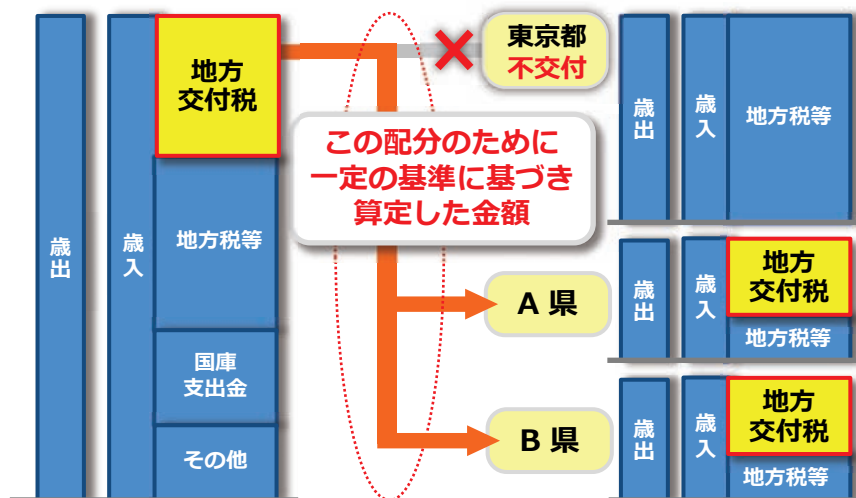 歳出
歳入
地方
交付税
地方税等
国庫
支出金
その他
この配分のために
一定の基準に基づき
算定した金額
東京都
不交付
歳出
歳入
地方税等
A 県
歳出
歳入
地方
交付税
地方税等
B 県
歳出
歳入
地方
交付税
地方税等